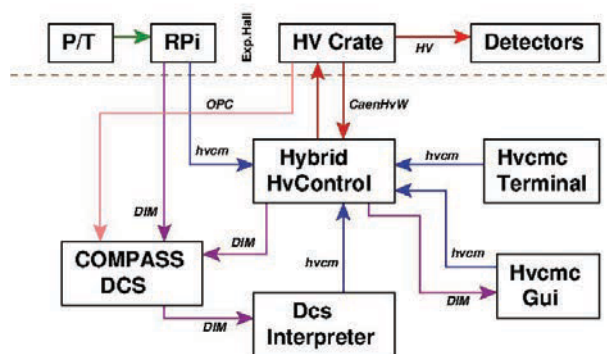 P/T
RPi
Exp.Hall
HV Crate
HV
Detectors
OPC
CaenHvW
hvcm
Hybrid
HvControl
hvcm
Hvcmc
Terminal
DIM
DIM
hvcm
hvcm
COMPASS
DCS
DIM
Dcs
Interpreter
DIM
Hvcmc
Gui